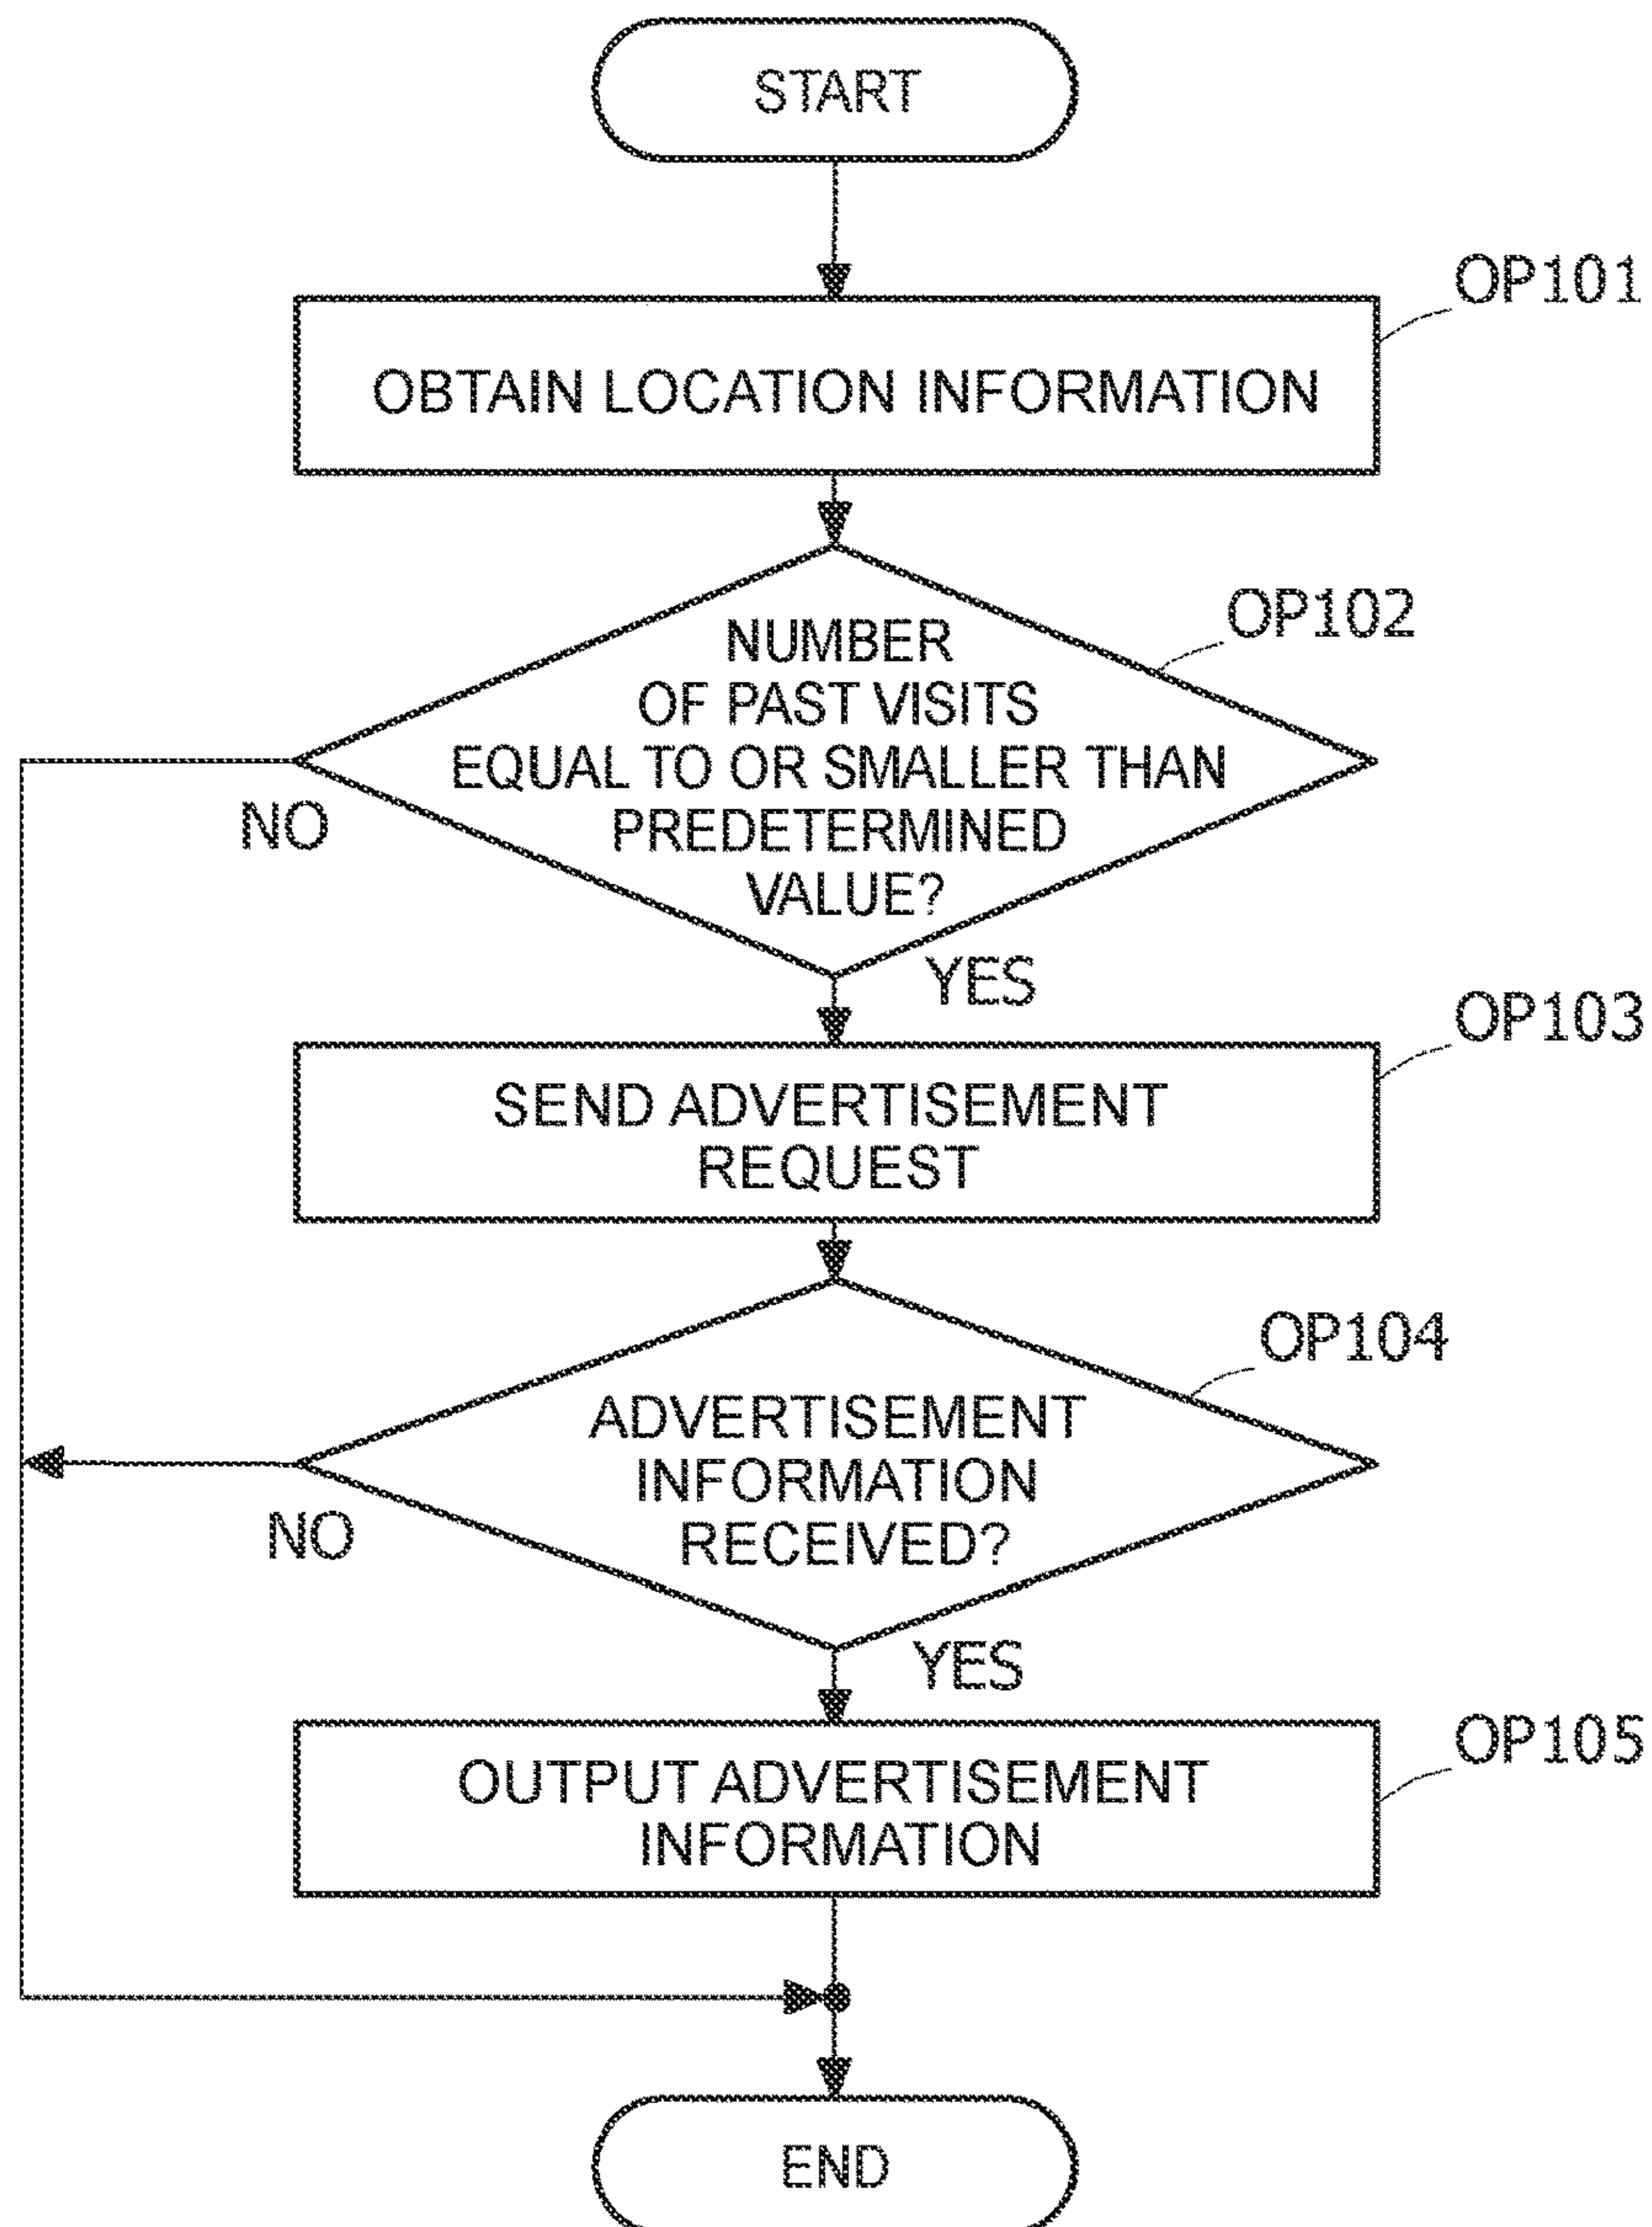 START
OP101
OBTAIN LOCATION INFORMATION
OP102
NUMBER
OF PAST VISITS
EQUAL TO OR SMALLER THAN
PREDETERMINED
VALUE?
NO
YES
OP103
SEND ADVERTISEMENT
REQUEST
OP104
ADVERTISEMENT
INFORMATION
RECEIVED?
NO
YES
OP105
OUTPUT ADVERTISEMENT
INFORMATION
END